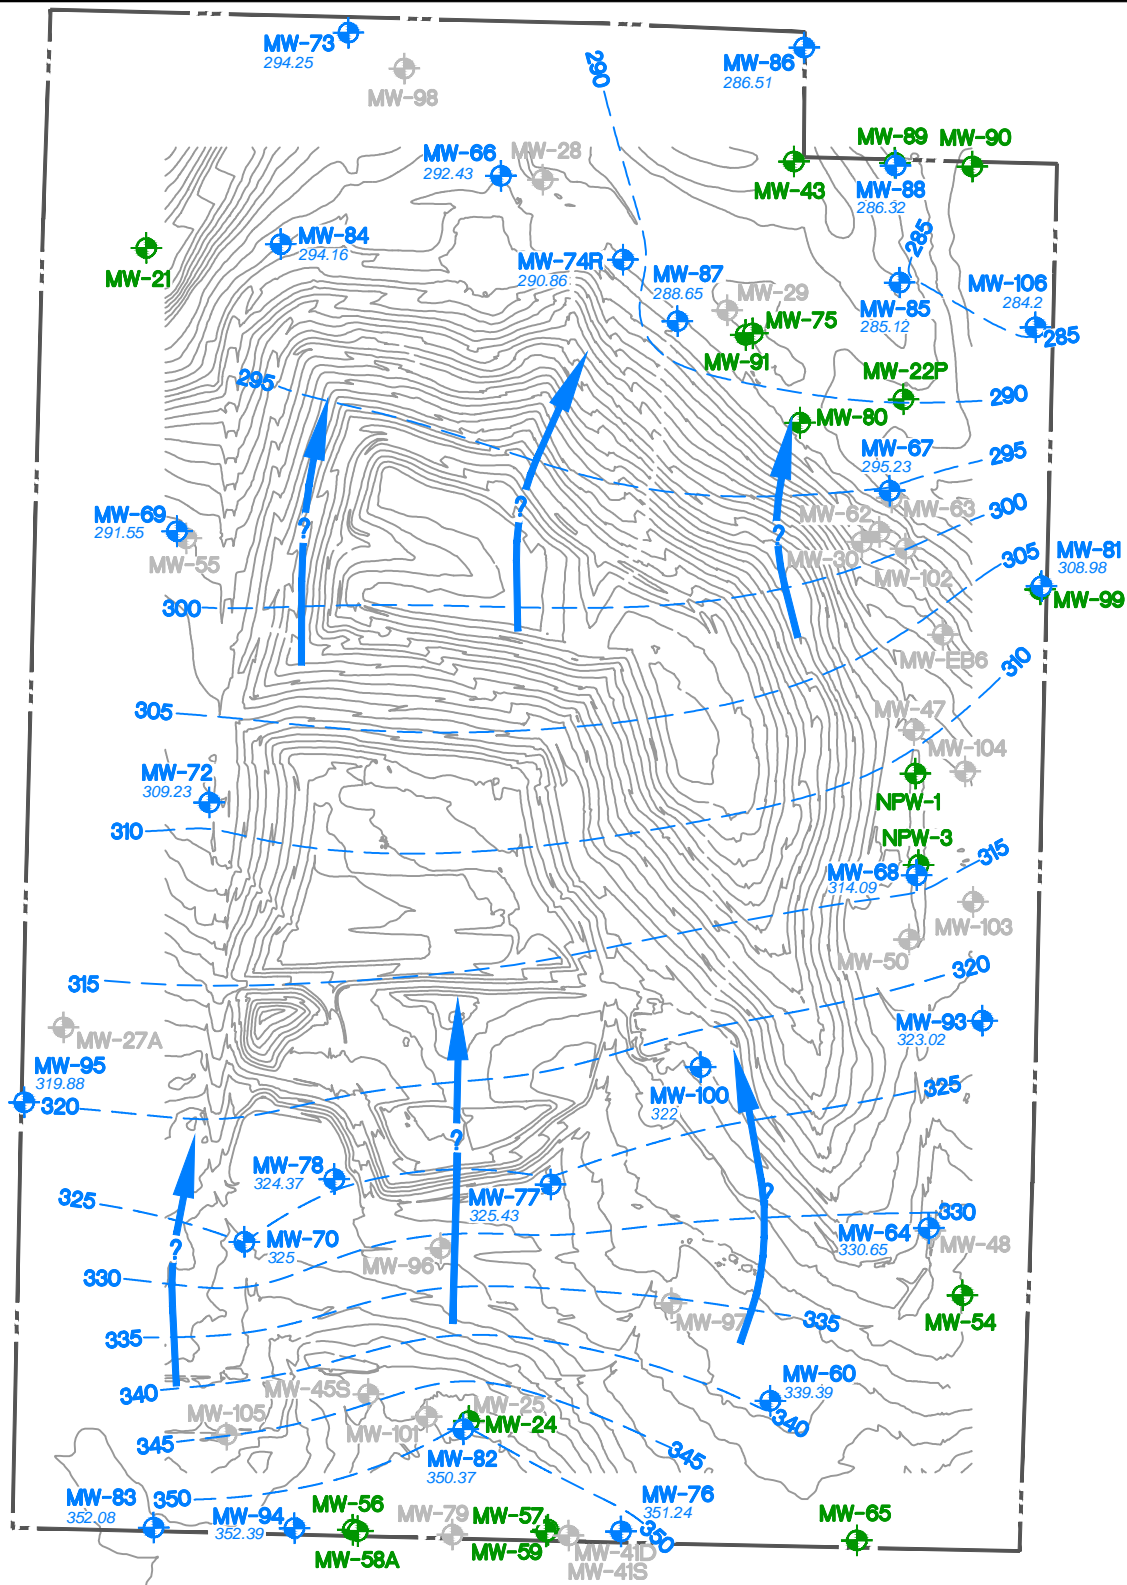 MW-73
294.25
MW-98
290
MW-86
286.51
MW-66
292.43
MW-28
MW-89
MW-90
MW-43
MW-88
286.32
MW-84
294.16
MW-21
285
MW-74R
290.86
MW-87
288.65
MW-29
MW-106
284.2
MW-85
285.12
MW-75
285
MW-91
MW-22P
295
290
MW-80
MW-67
295.23
295
?
MW-69
291.55
MW-62
MW-63
300
?
?
MW-30
MW-55
MW-102
305
MW-81
308.98
MW-99
300
MW-EB6
310
305
MW-47
MW-104
MW-72
309.23
NPW-1
310
NPW-3
315
MW-68
314.09
MW-103
MW-50
315
320
MW-27A
MW-93
323.02
MW-95
319.88
320
MW-100
322
325
?
MW-78
324.37
MW-77
325.43
?
325
330
MW-70
325
?
MW-64
330.65
MW-48
MW-96
330
MW-97
335
MW-54
335
MW-60
339.39
340
MW-45S
MW-25
MW-24
340
MW-105
MW-101
345
345
MW-82
350.37
MW-83
352.08
350
MW-94
352.39
MW-56
MW-58A
MW-79
MW-57
MW-59
MW-76
351.24
350
MW-65
MW-41D
MW-41S